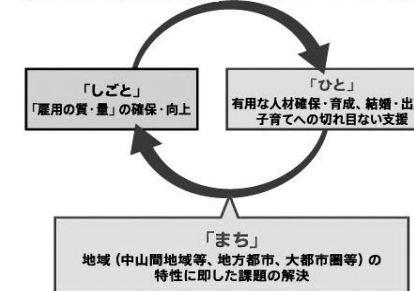 「しごと」
「雇用の質・量」の確保・向上
「ひと」
有用な人材確保・育成、結婚・出
子育てへの切れ目ない支援
「まち」
地域（中山間地域等、地方都市、大都市圏等）の
特性に即した課題の解決